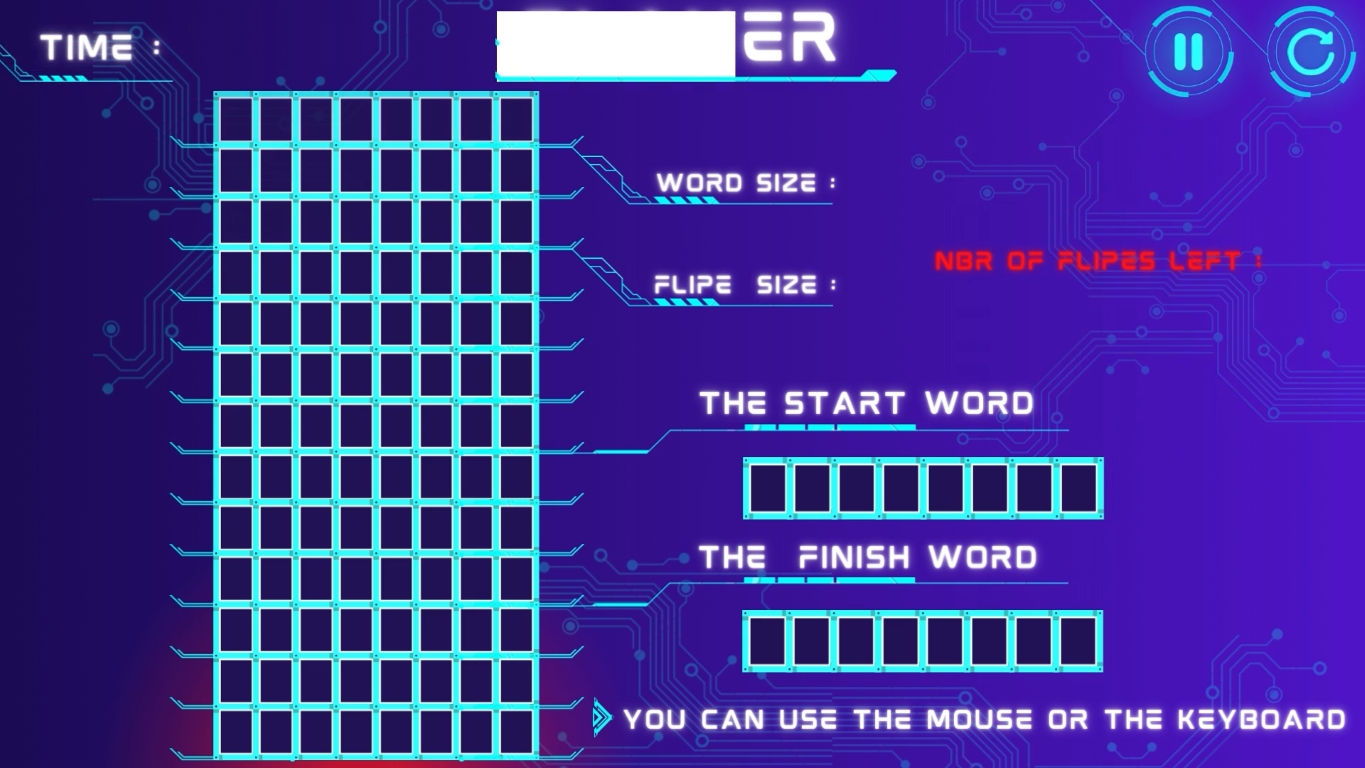 TIME :
WORD SIZE :
NBR OF FLIPES LEFT :
FLIPE SIZE :
THE START WORD
THE FINISH WORD
YOU CAN USE THE MOUSE OR THE KEYBOARD